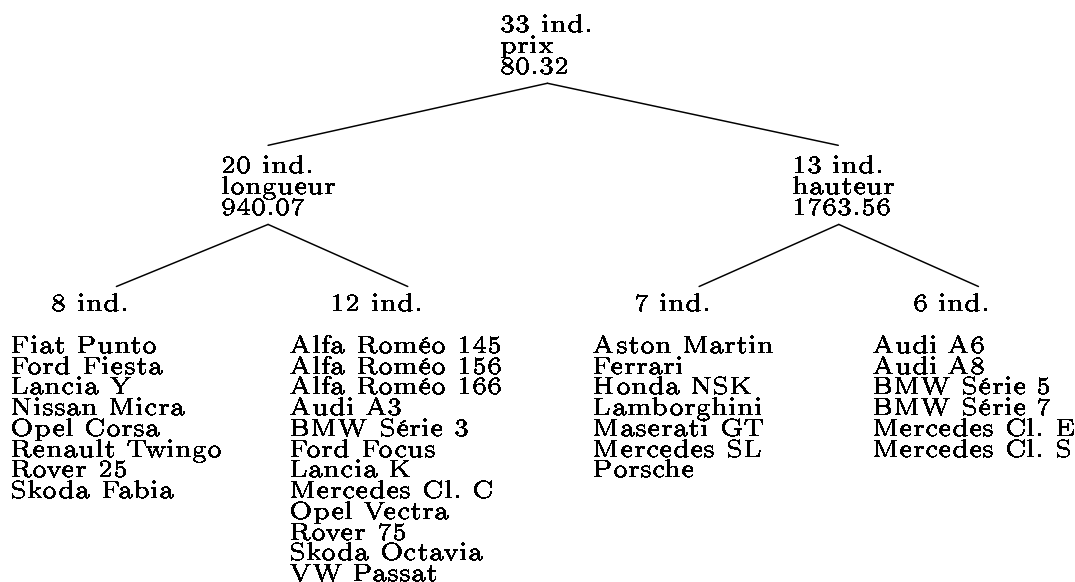 33 ind.
prix
80.32
20 ind.
longueur
940.07
13 ind.
hauteur
1763.56
8 ind.
Fiat Punto
Ford Fiesta
Lancia Y
Nissan Micra
Opel Corsa
Renault Twingo
Rover 25
Skoda Fabia
12 ind.
Alfa Roméo 145
Alfa Roméo 156
Alfa Roméo 166
Audi A3
BMW Série 3
Ford Focus
Lancia K
Mercedes Cl. C
Opel Vectra
Rover 75
Skoda Octavia
VW Passat
7 ind.
Aston Martin
Ferrari
Honda NSK
Lamborghini
Maserati GT
Mercedes SL
Porsche
6 ind.
Audi A6
Audi A8
BMW Série 5
BMW Série 7
Mercedes Cl. E
Mercedes Cl. S